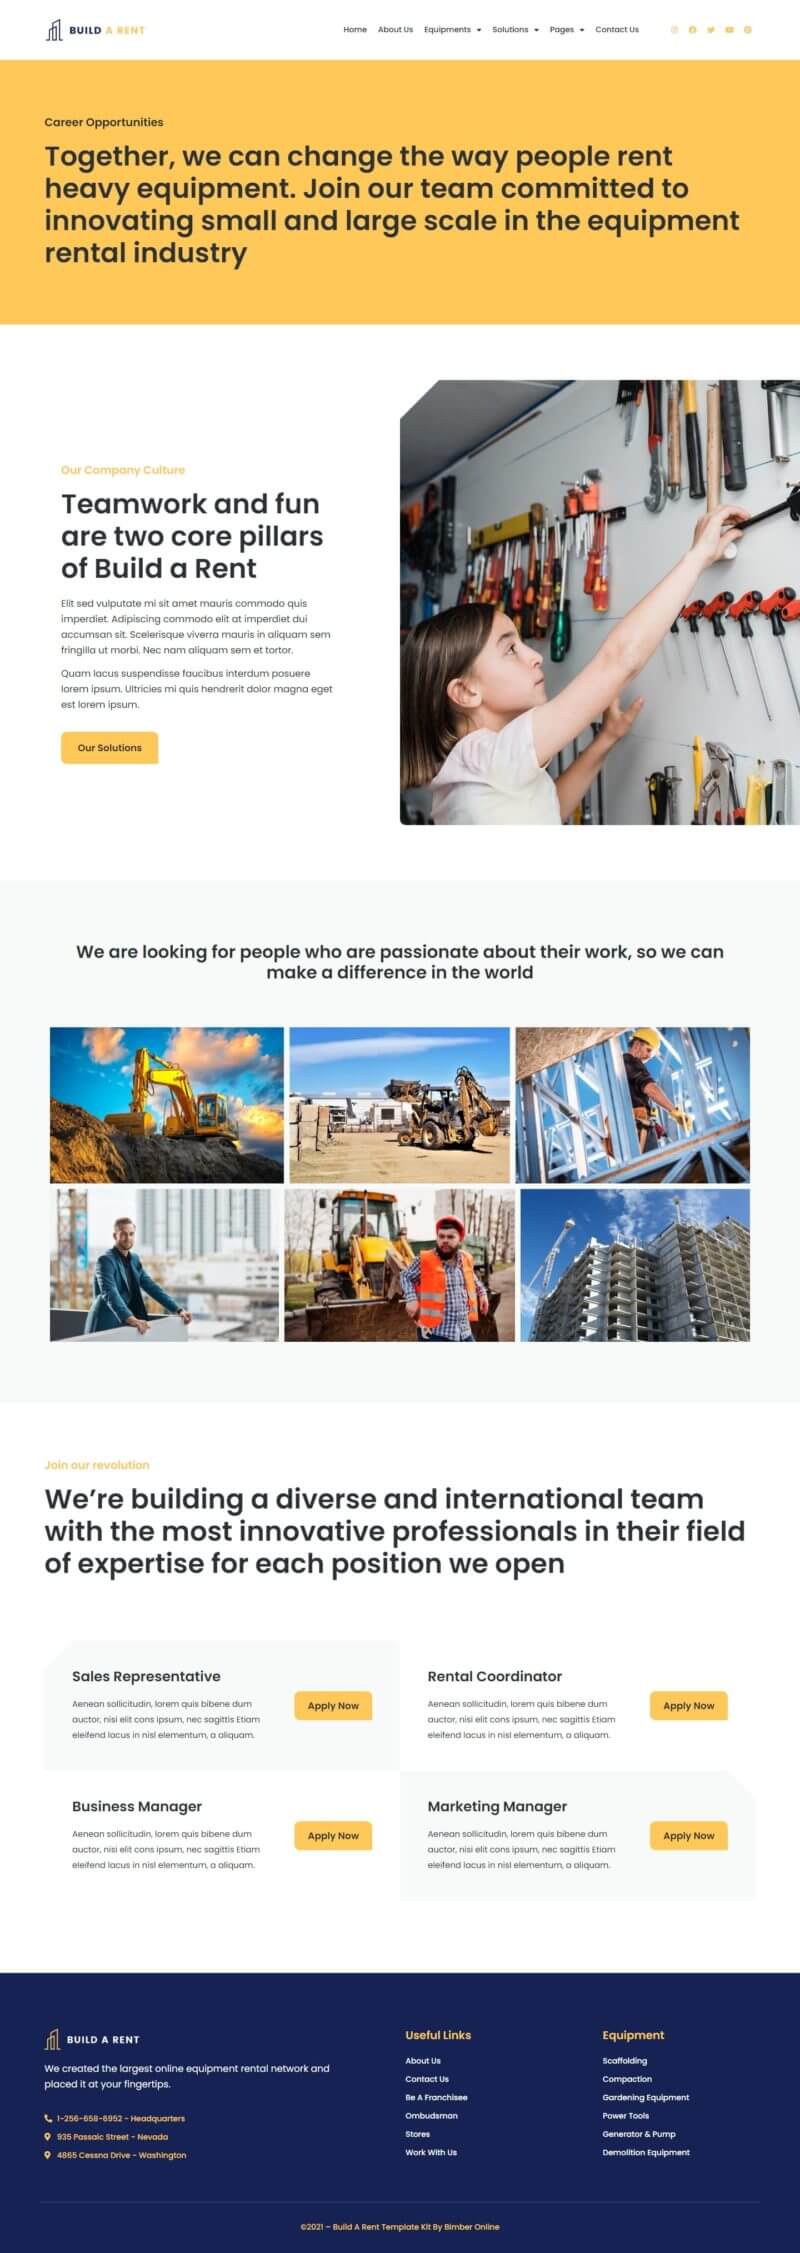 BUILD A RENT
Home About Us Equipments Solutions Pages Contact Us
Career Opportunities
Together, we can change the way people rent
heavy equipment. Join our team committed to
innovating small and large scale in the equipment
rental industry
Our Company Culture
Teamwork and fun
are two core pillars
of Build a Rent
Elit sed vulputate mi sit amet mauris commodo quis
imperdiet. Adipiscing commodo elit at imperdiet dui
accumsan sit. Scelerisque viverra mauris in aliquam sem
fringilla ut morbi. Nec nam aliquam sem et tortor.
Quam lacus suspendisse faucibus interdum posuere
lorem ipsum. Ultricies mi quis hendrerit dolor magna eget
est lorem ipsum.
Our Solutions
We are looking for people who are passionate about their work, so we can
make a difference in the world
Join our revolution
We’re building a diverse and international team
with the most innovative professionals in their field
of expertise for each position we open
Sales Representative
Aenean sollicitudin, lorem quis bibene dum
auctor, nisi elit cons ipsum, nec sagittis Etiam
eleifend lacus in nisl elementum, a aliquam.
Apply Now
Rental Coordinator
Aenean sollicitudin, lorem quis bibene dum
auctor, nisi elit cons ipsum, nec sagittis Etiam
eleifend lacus in nisl elementum, a aliquam.
Apply Now
Business Manager
Aenean sollicitudin, lorem quis bibene dum
auctor, nisi elit cons ipsum, nec sagittis Etiam
eleifend lacus in nisl elementum, a aliquam.
Apply Now
Marketing Manager
Aenean sollicitudin, lorem quis bibene dum
auctor, nisi elit cons ipsum, nec sagittis Etiam
eleifend lacus in nisl elementum, a aliquam.
Apply Now
BUILD A RENT
We created the largest online equipment rental network and
placed it at your fingertips.
1-256-658-6952 - Headquarters
935 Passaic Street - Nevada
4865 Cessna Drive - Washington
Useful Links
About Us
Contact Us
Be A Franchisee
Ombudsman
Stores
Work With Us
Equipment
Scaffolding
Compaction
Gardening Equipment
Power Tools
Generator & Pump
Demolition Equipment
©2021 – Build A Rent Template Kit By Bimber Online